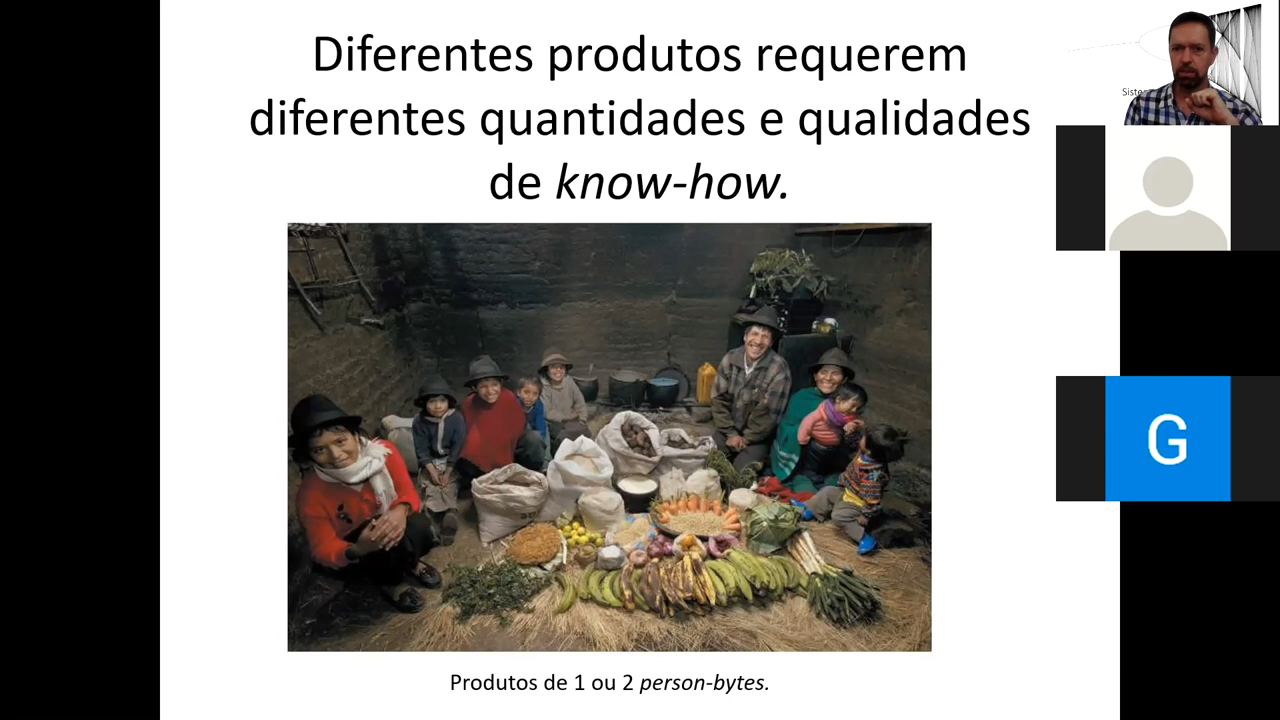 Diferentes produtos requerem
diferentes quantidades e qualidades
de know-how.
Produtos de 1 ou 2 person-bytes.
G